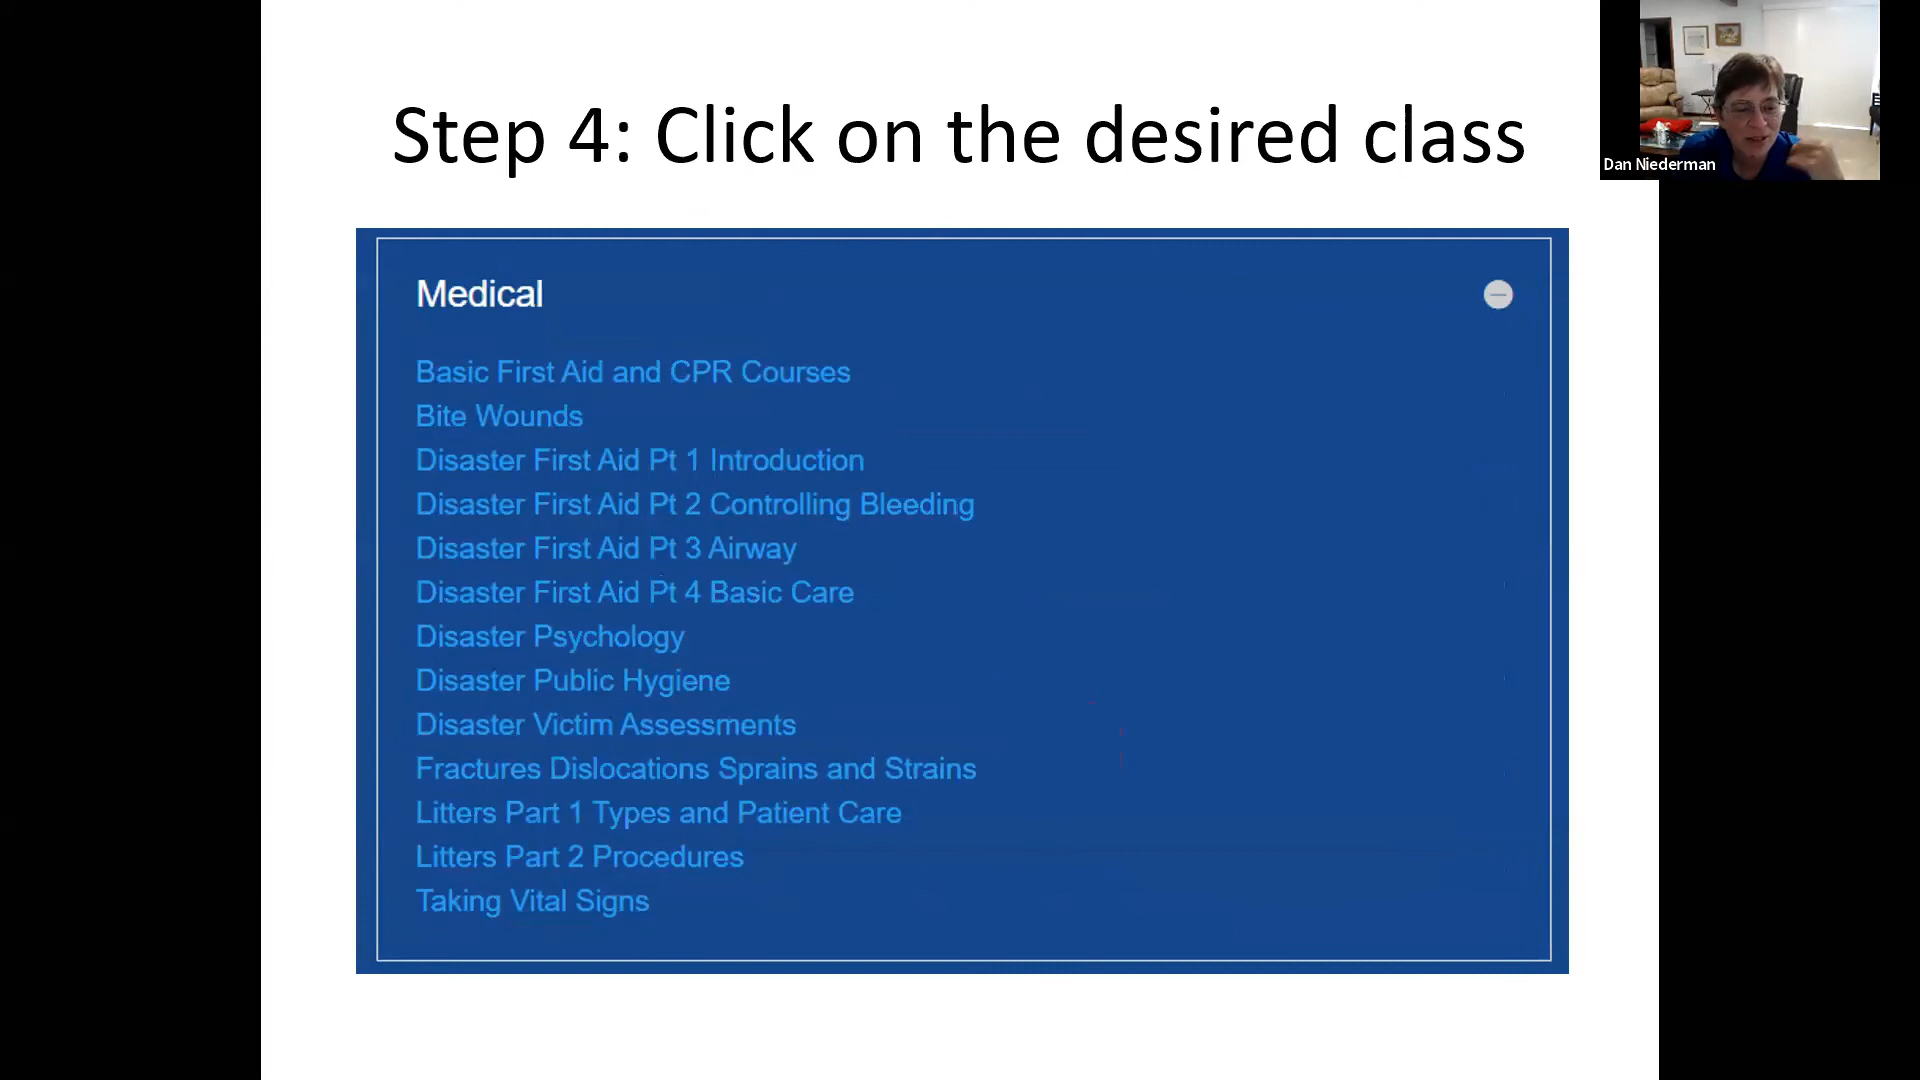 Step 4: Click on the desired class
Dan Niederman
Medical
Basic First Aid and CPR Courses
Bite Wounds
Disaster First Aid Pt 1 Introduction
Disaster First Aid Pt 2 Controlling Bleeding
Disaster First Aid Pt 3 Airway
Disaster First Aid Pt 4 Basic Care
Disaster Psychology
Disaster Public Hygiene
Disaster Victim Assessments
Fractures Dislocations Sprains and Strains
Litters Part 1 Types and Patient Care
Litters Part 2 Procedures
Taking Vital Signs